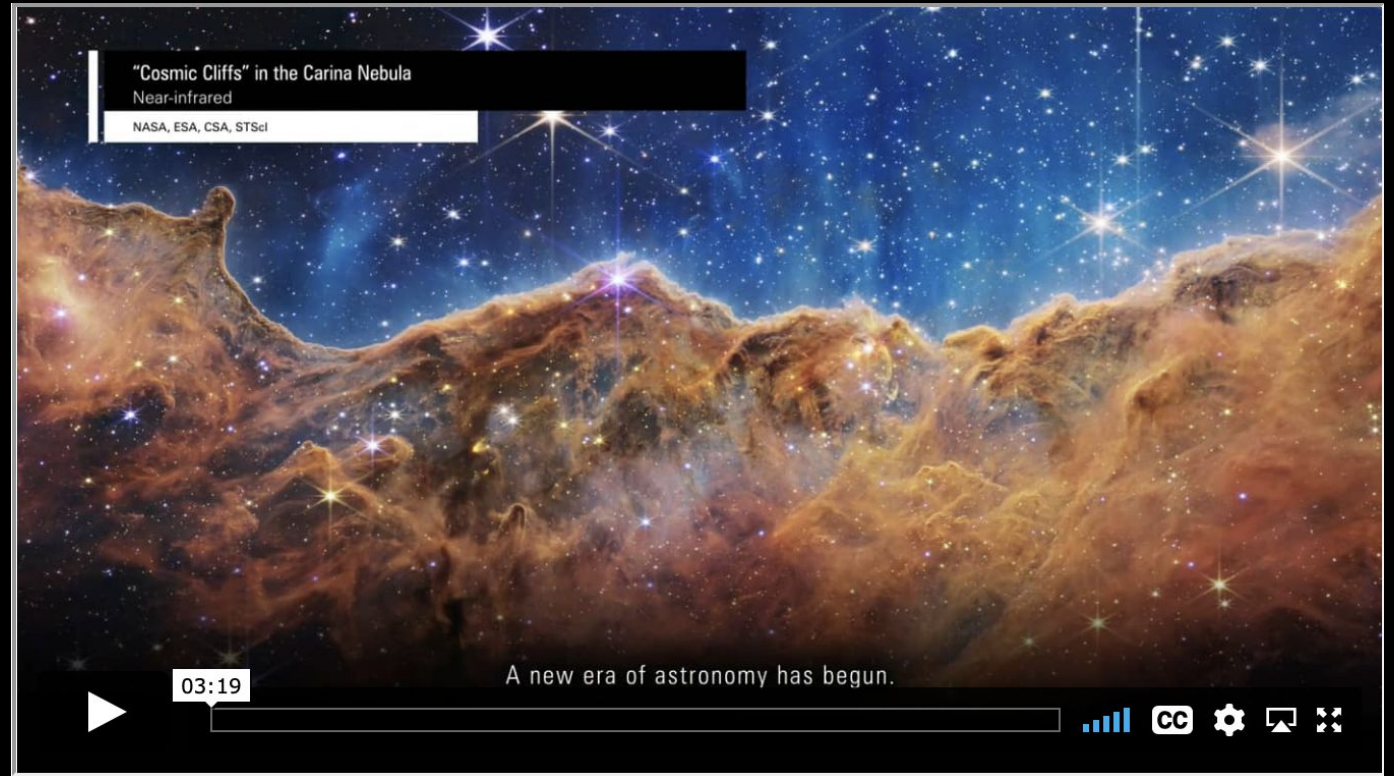 “Cosmic Cliffs” in the Carina Nebula
Near-infrared
NASA, ESA, CSA, STScI
A new era of astronomy has begun.
03:19
CC